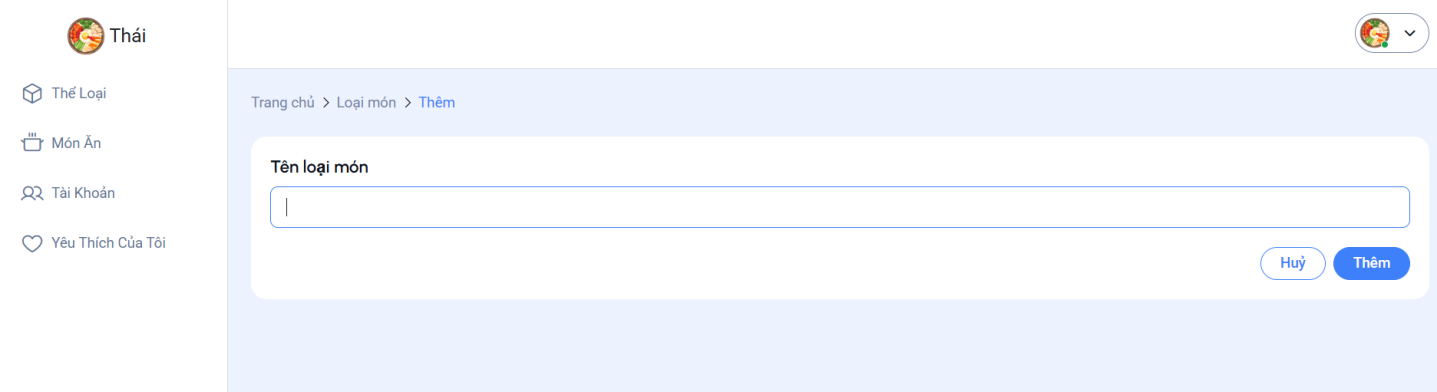 Thái
Thể Loại
Món Ăn
Tài Khoản
Yêu Thích Của Tôi
Trang chủ > Loại món > Thêm
Tên loại món
Huỷ Thêm